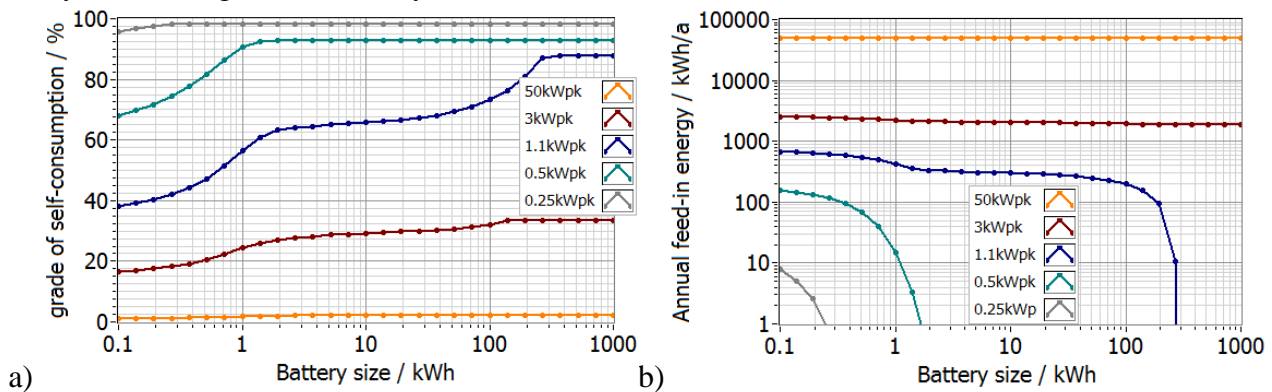 grade of self-consumption / %
100
80
60
40
20
0
0.1
1
10
100
1000
Battery size / kWh
50kWpk
3kWpk
1.1kWpk
0.5kWpk
0.25kWpk
a)
Annual feed-in energy / kWh/a
100000
10000
1000
100
10
1
0.1
1
10
100
1000
Battery size / kWh
50kWpk
3kWpk
1.1kWpk
0.5kWpk
0.25kWp
b)